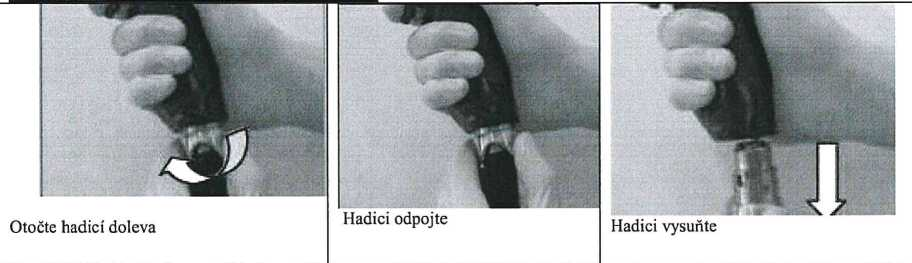 Otočte hadicí doleva
Hadici odpojte
Hadici vysuňte